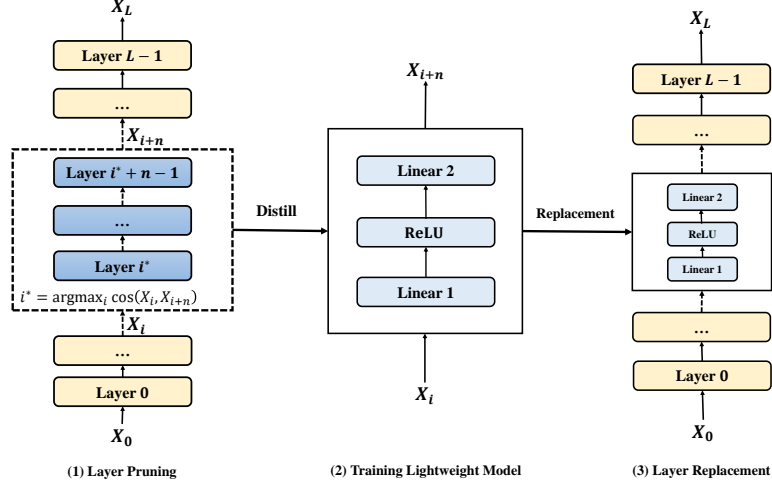 X_L
Layer L − 1
...
X_{i+n}
Layer i* + n − 1
...
Layer i*
i* = argmax_i cos(X_i, X_{i+n})
X_i
...
Layer 0
X_0
(1) Layer Pruning
Distill
X_{i+n}
Linear 2
ReLU
Linear 1
X_i
(2) Training Lightweight Model
Replacement
X_L
Layer L − 1
...
Linear 2
ReLU
Linear 1
...
Layer 0
X_0
(3) Layer Replacement